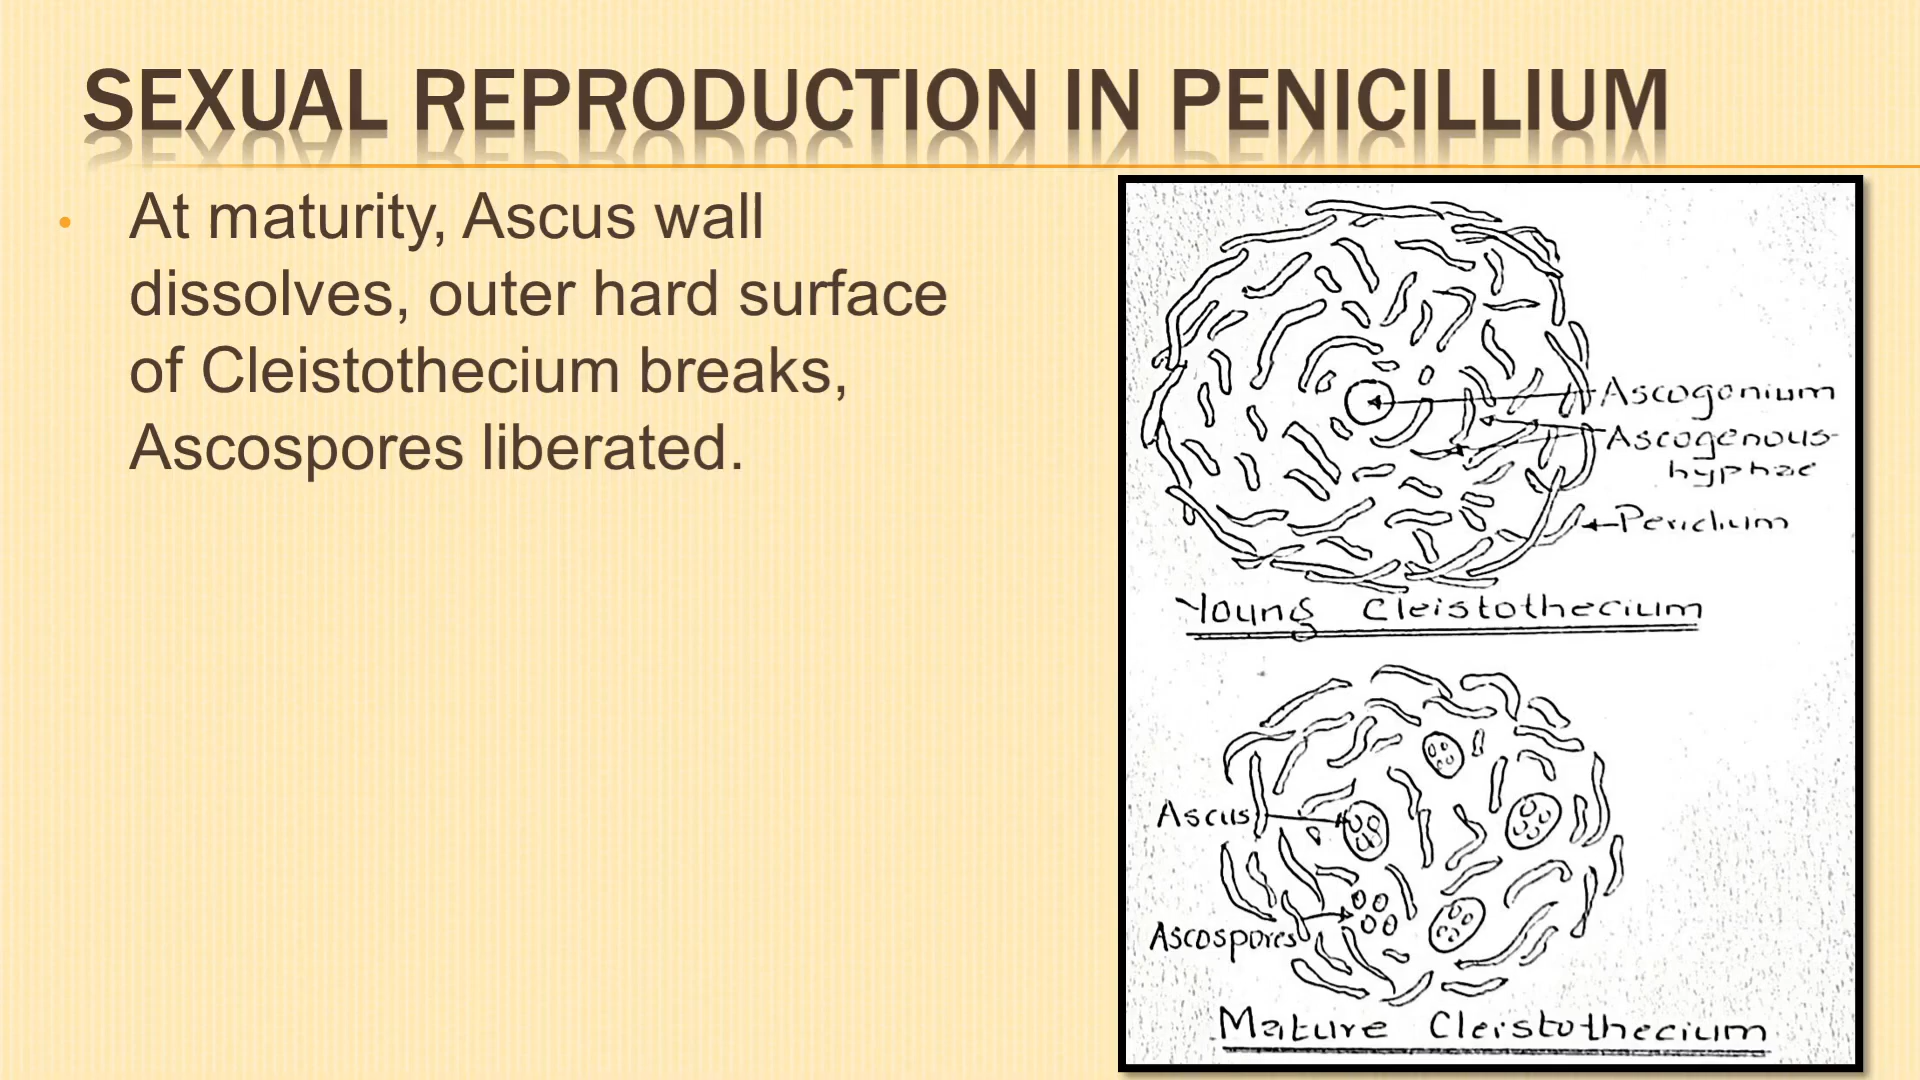 SEXUAL REPRODUCTION IN PENICILLIUM
• At maturity, Ascus wall
dissolves, outer hard surface
of Cleistothecium breaks,
Ascospores liberated.
Ascogonium
Ascogenous-
hyphae
Peridium
Young Cleistothecium
Ascus
Ascospores
Mature Cleistothecium